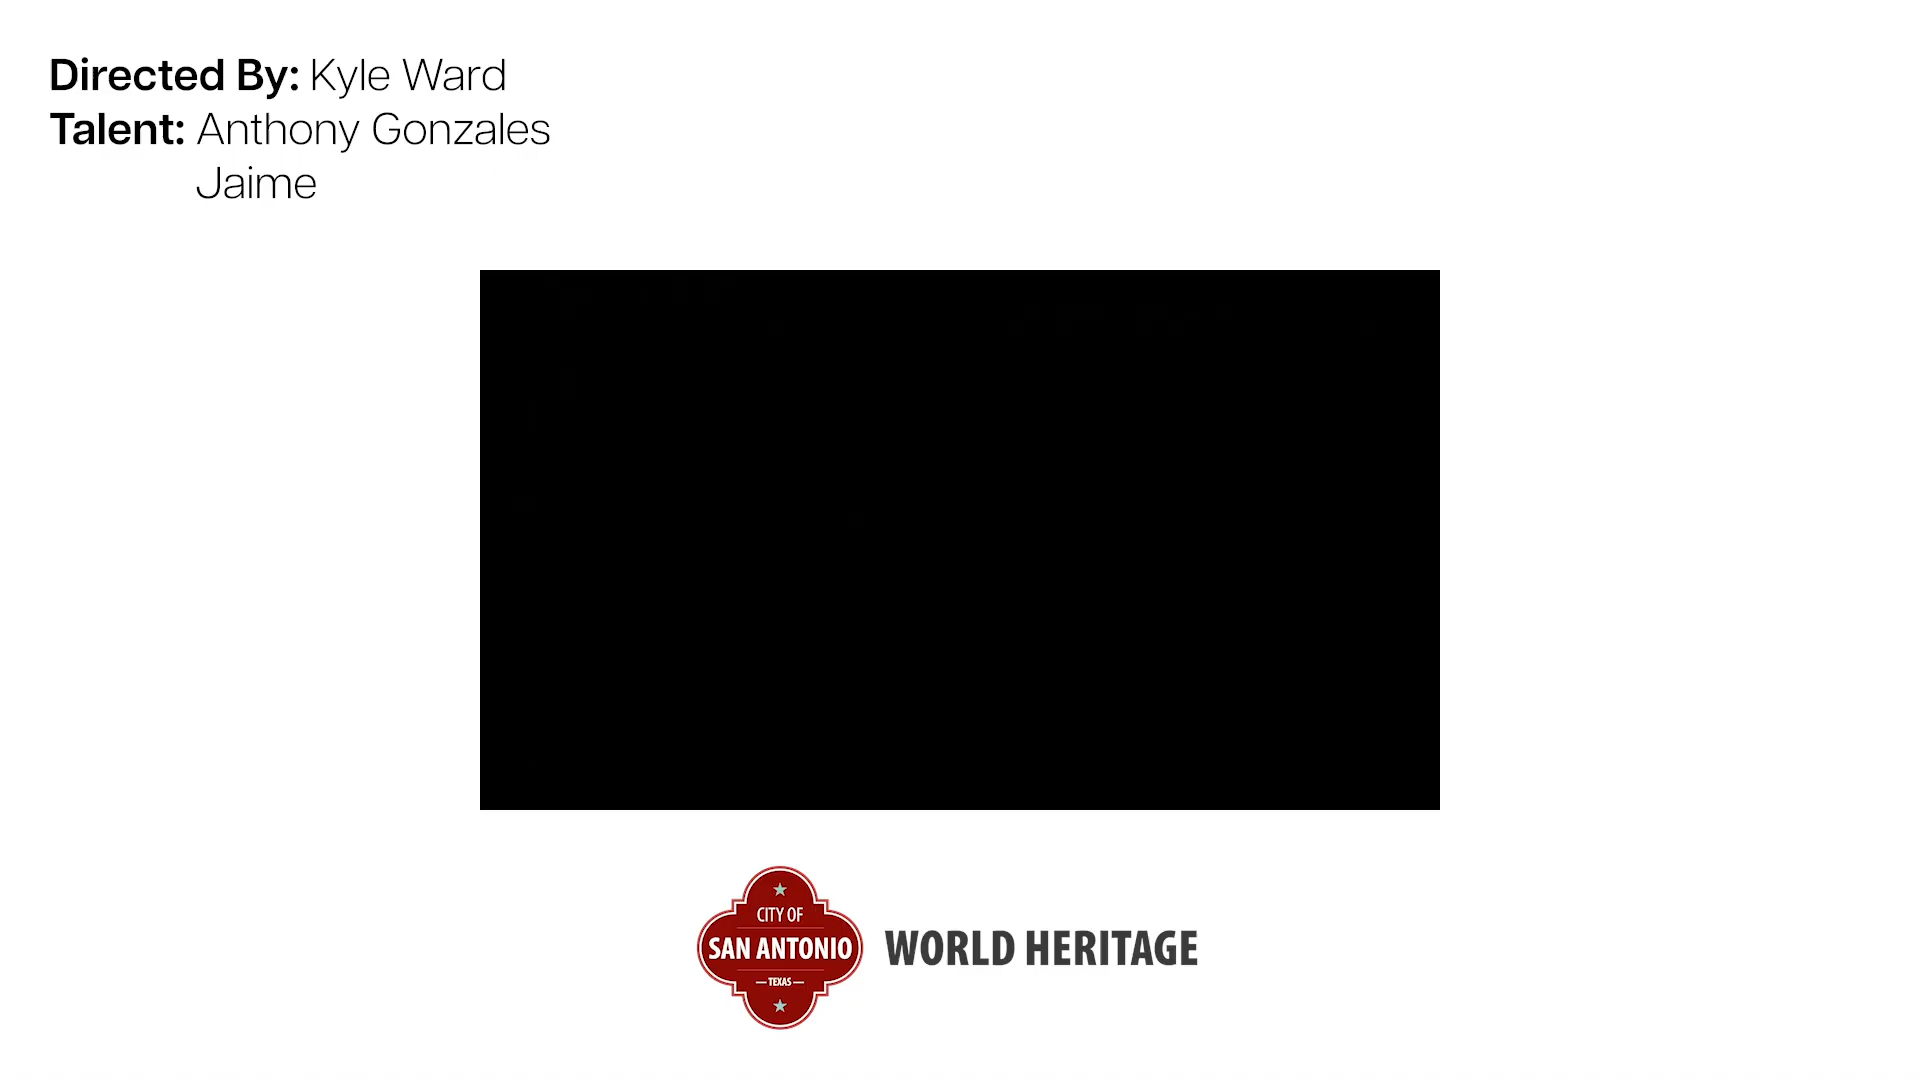 Directed By: Kyle Ward
Talent: Anthony Gonzales
Jaime
CITY OF
SAN ANTONIO
TEXAS
WORLD HERITAGE